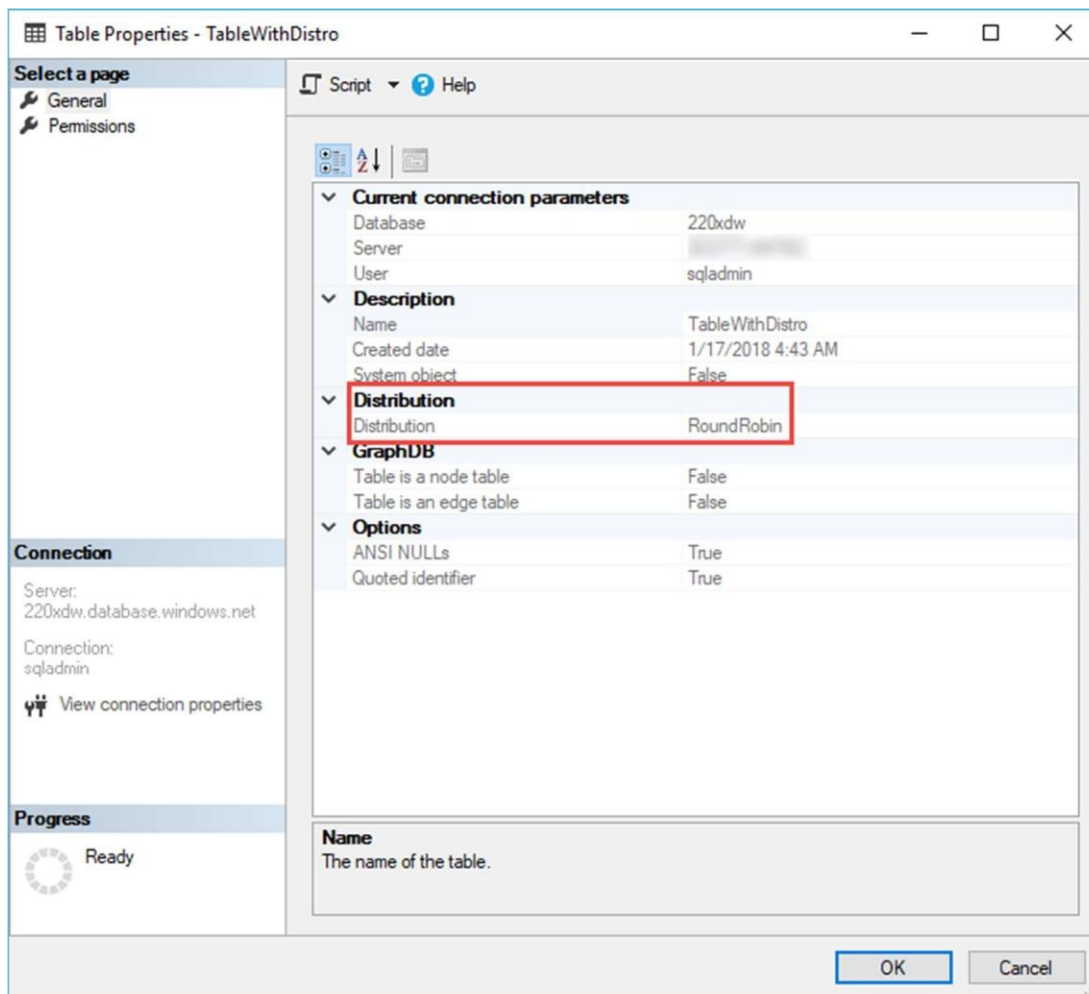 Table Properties - TableWithDistro
Select a page
General
Permissions
Script
Help
Current connection parameters
Database 220xdw
Server
User sqladmin
Description
Name TableWithDistro
Created date 1/17/2018 4:43 AM
System object False
Distribution
Distribution RoundRobin
GraphDB
Table is a node table False
Table is an edge table False
Options
ANSI NULLs True
Quoted identifier True
Connection
Server:
220xdw.database.windows.net
Connection:
sqladmin
View connection properties
Progress
Ready
Name
The name of the table.
OK
Cancel